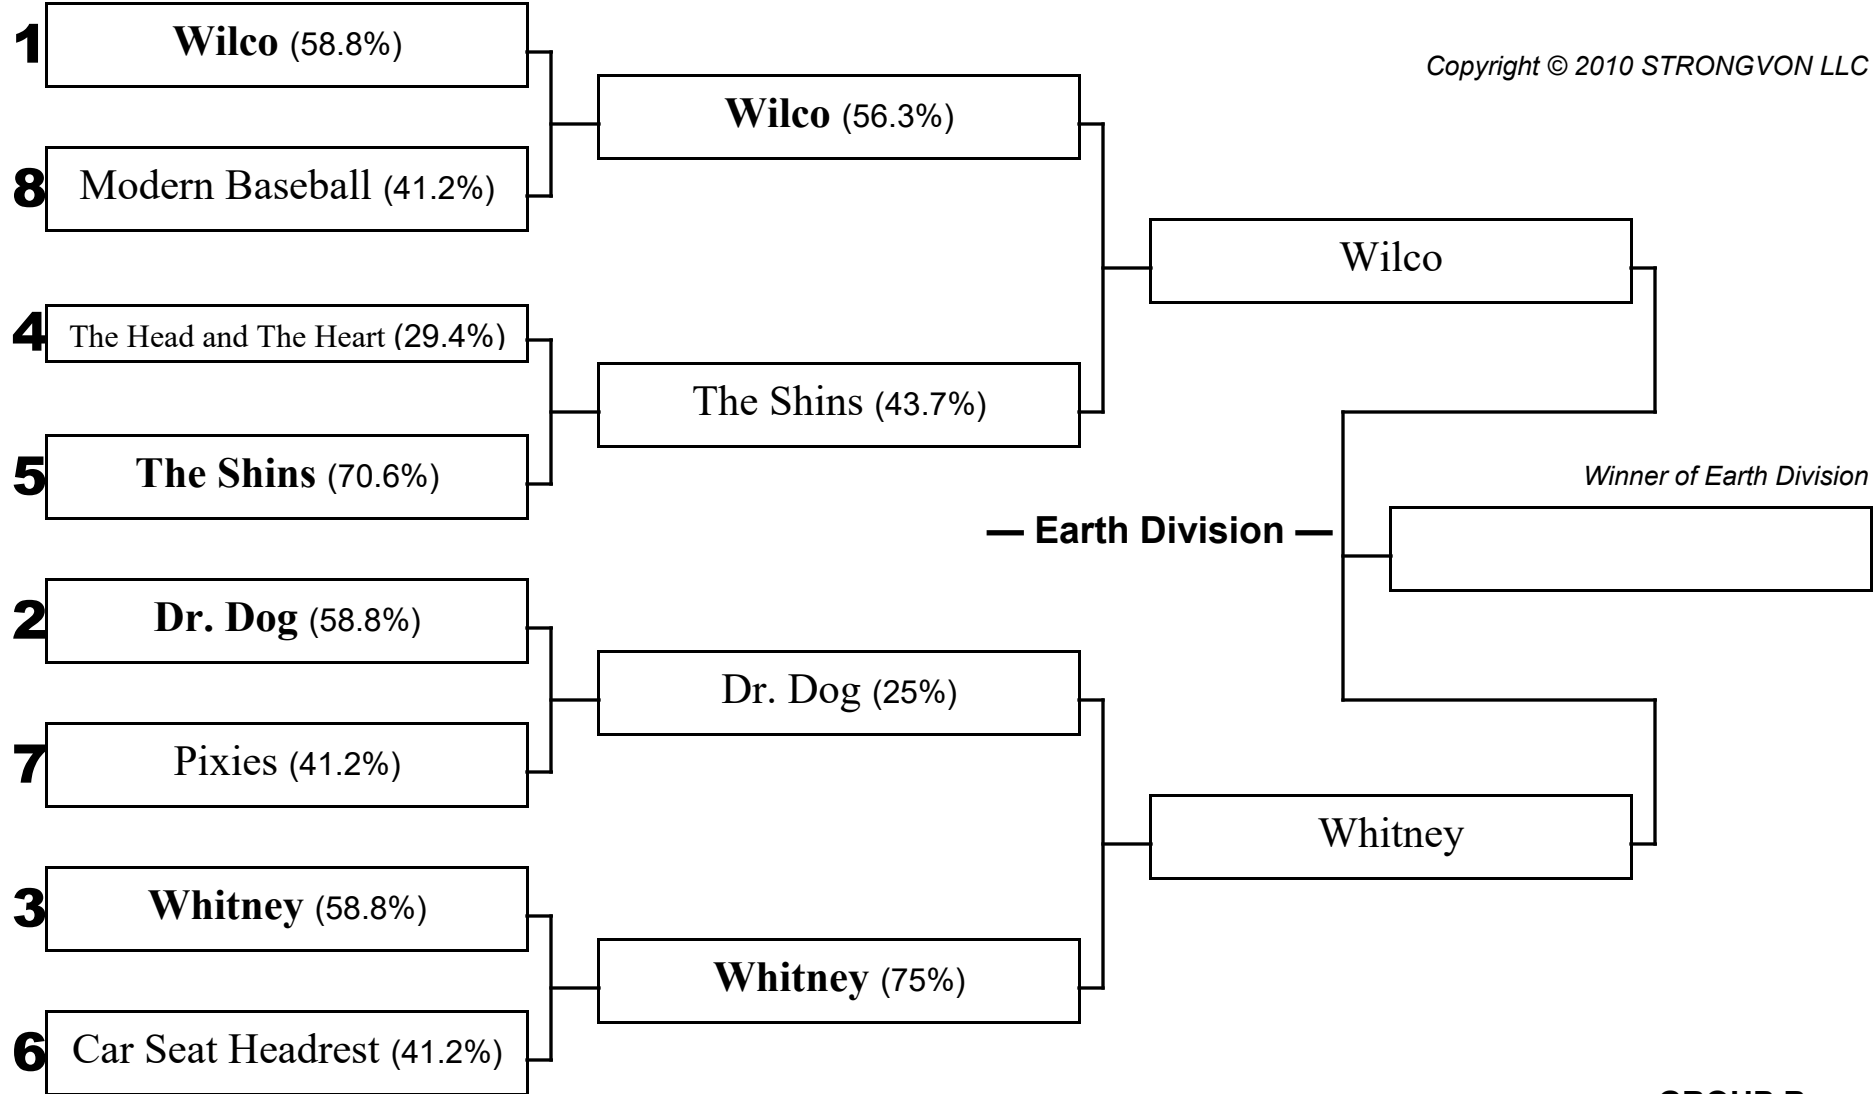 1 Wilco (58.8%)
Copyright © 2010 STRONGVON LLC
Wilco (56.3%)
8 Modern Baseball (41.2%)
Wilco
4 The Head and The Heart (29.4%)
The Shins (43.7%)
5 The Shins (70.6%)
Winner of Earth Division
— Earth Division —
2 Dr. Dog (58.8%)
Dr. Dog (25%)
7 Pixies (41.2%)
Whitney
3 Whitney (58.8%)
Whitney (75%)
6 Car Seat Headrest (41.2%)
GROUP B